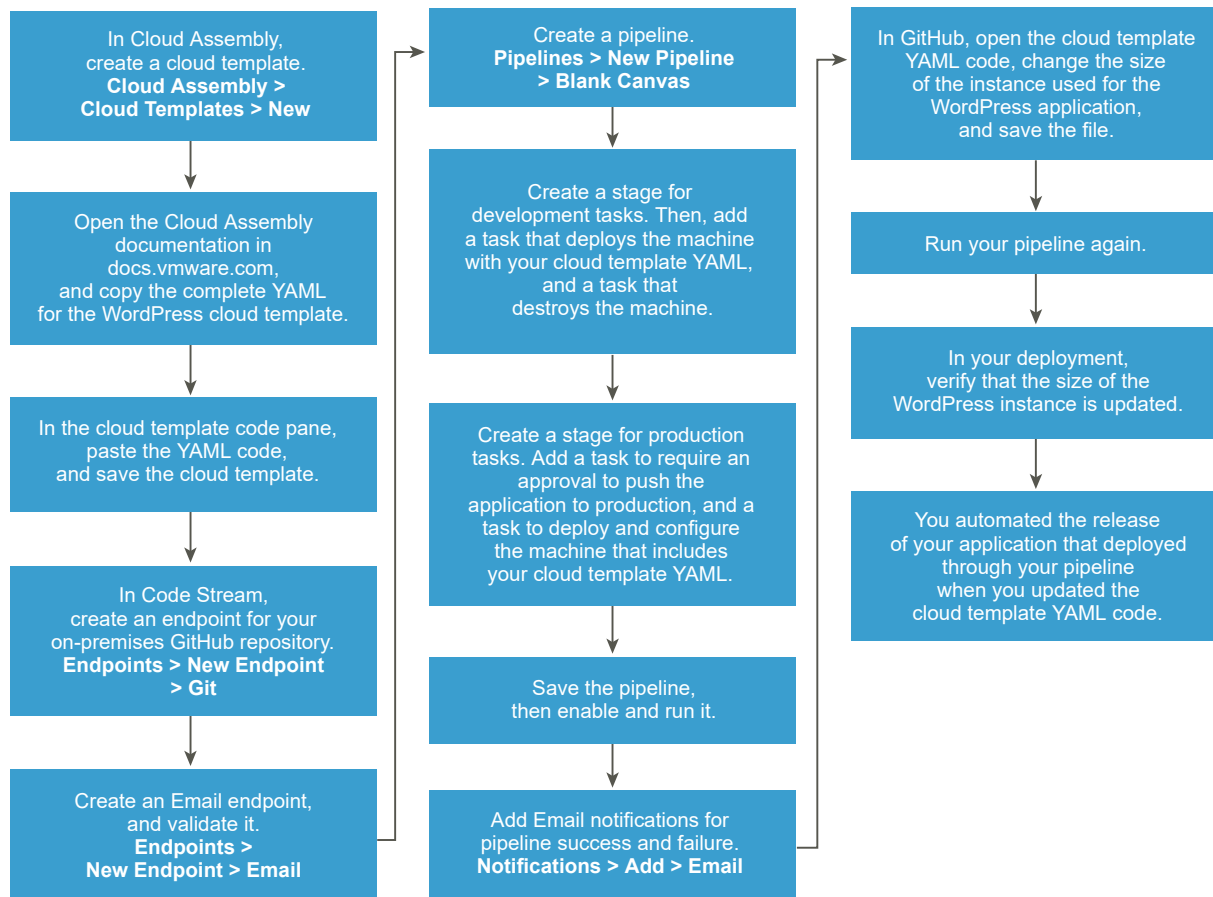 In Cloud Assembly,
create a cloud template.
Cloud Assembly >
Cloud Templates > New
Open the Cloud Assembly
documentation in
docs.vmware.com,
and copy the complete YAML
for the WordPress cloud template.
In the cloud template code pane,
paste the YAML code,
and save the cloud template.
In Code Stream,
create an endpoint for your
on-premises GitHub repository.
Endpoints > New Endpoint
> Git
Create an Email endpoint,
and validate it.
Endpoints >
New Endpoint > Email
Create a pipeline.
Pipelines > New Pipeline
> Blank Canvas
Create a stage for
development tasks. Then, add
a task that deploys the machine
with your cloud template YAML,
and a task that
destroys the machine.
Create a stage for production
tasks. Add a task to require an
approval to push the
application to production, and a
task to deploy and configure
the machine that includes
your cloud template YAML.
Save the pipeline,
then enable and run it.
Add Email notifications for
pipeline success and failure.
Notifications > Add > Email
In GitHub, open the cloud template
YAML code, change the size
of the instance used for the
WordPress application,
and save the file.
Run your pipeline again.
In your deployment,
verify that the size of the
WordPress instance is updated.
You automated the release
of your application that deployed
through your pipeline
when you updated the
cloud template YAML code.